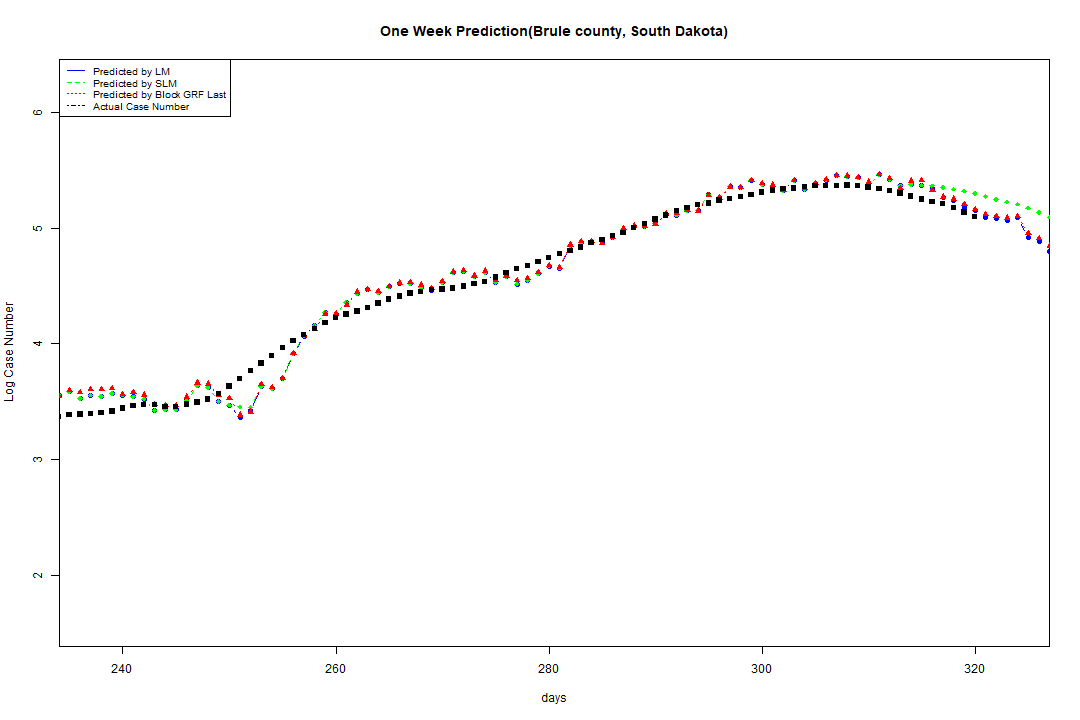 One Week Prediction(Brule county, South Dakota)
Predicted by LM
Predicted by SLM
Predicted by Block GRF Last
Actual Case Number
6
5
4
3
2
Log Case Number
240 260 280 300 320
days